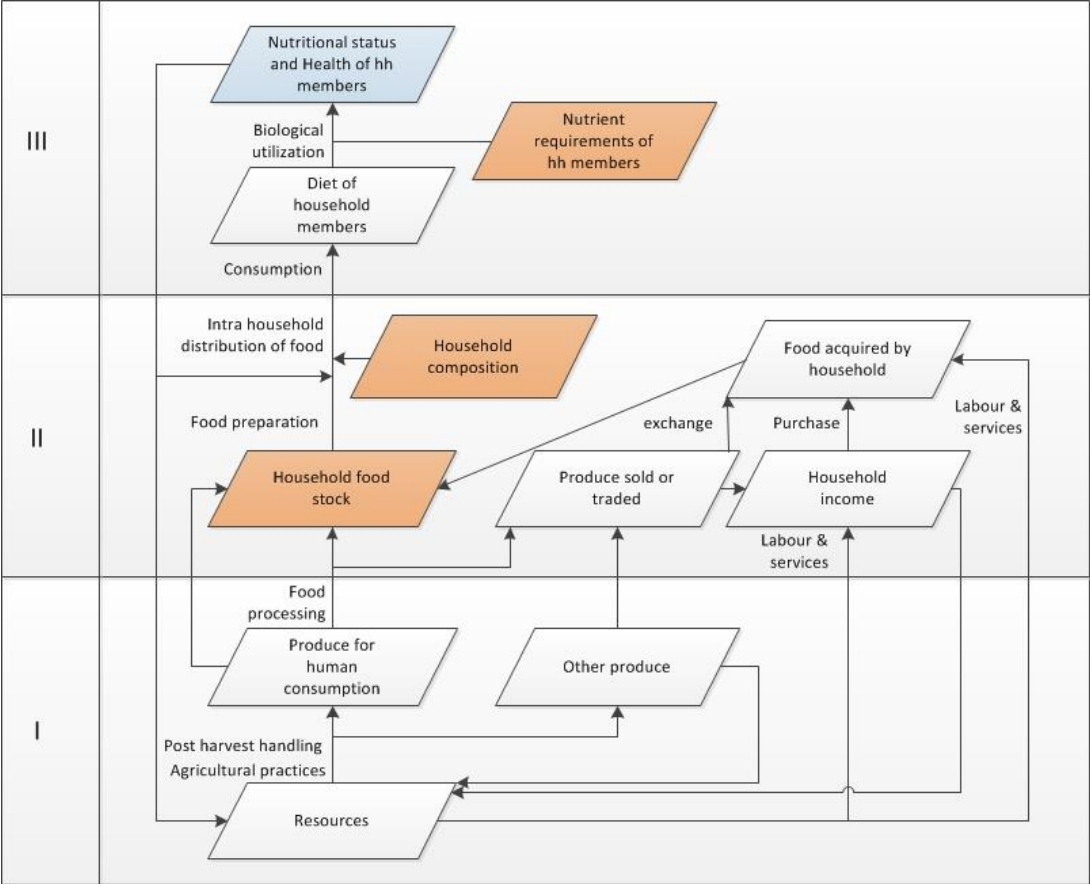 III
Nutritional status
and Health of hh
members
Biological
utilization
Nutrient
requirements of
hh members
Diet of
household
members
Consumption
II
Intra household
distribution of food
Household
composition
Food acquired by
household
Food preparation
exchange
Purchase
Labour &
services
Household food
stock
Produce sold or
traded
Household
income
Labour &
services
I
Food
processing
Produce for
human
consumption
Other produce
Post harvest handling
Agricultural practices
Resources